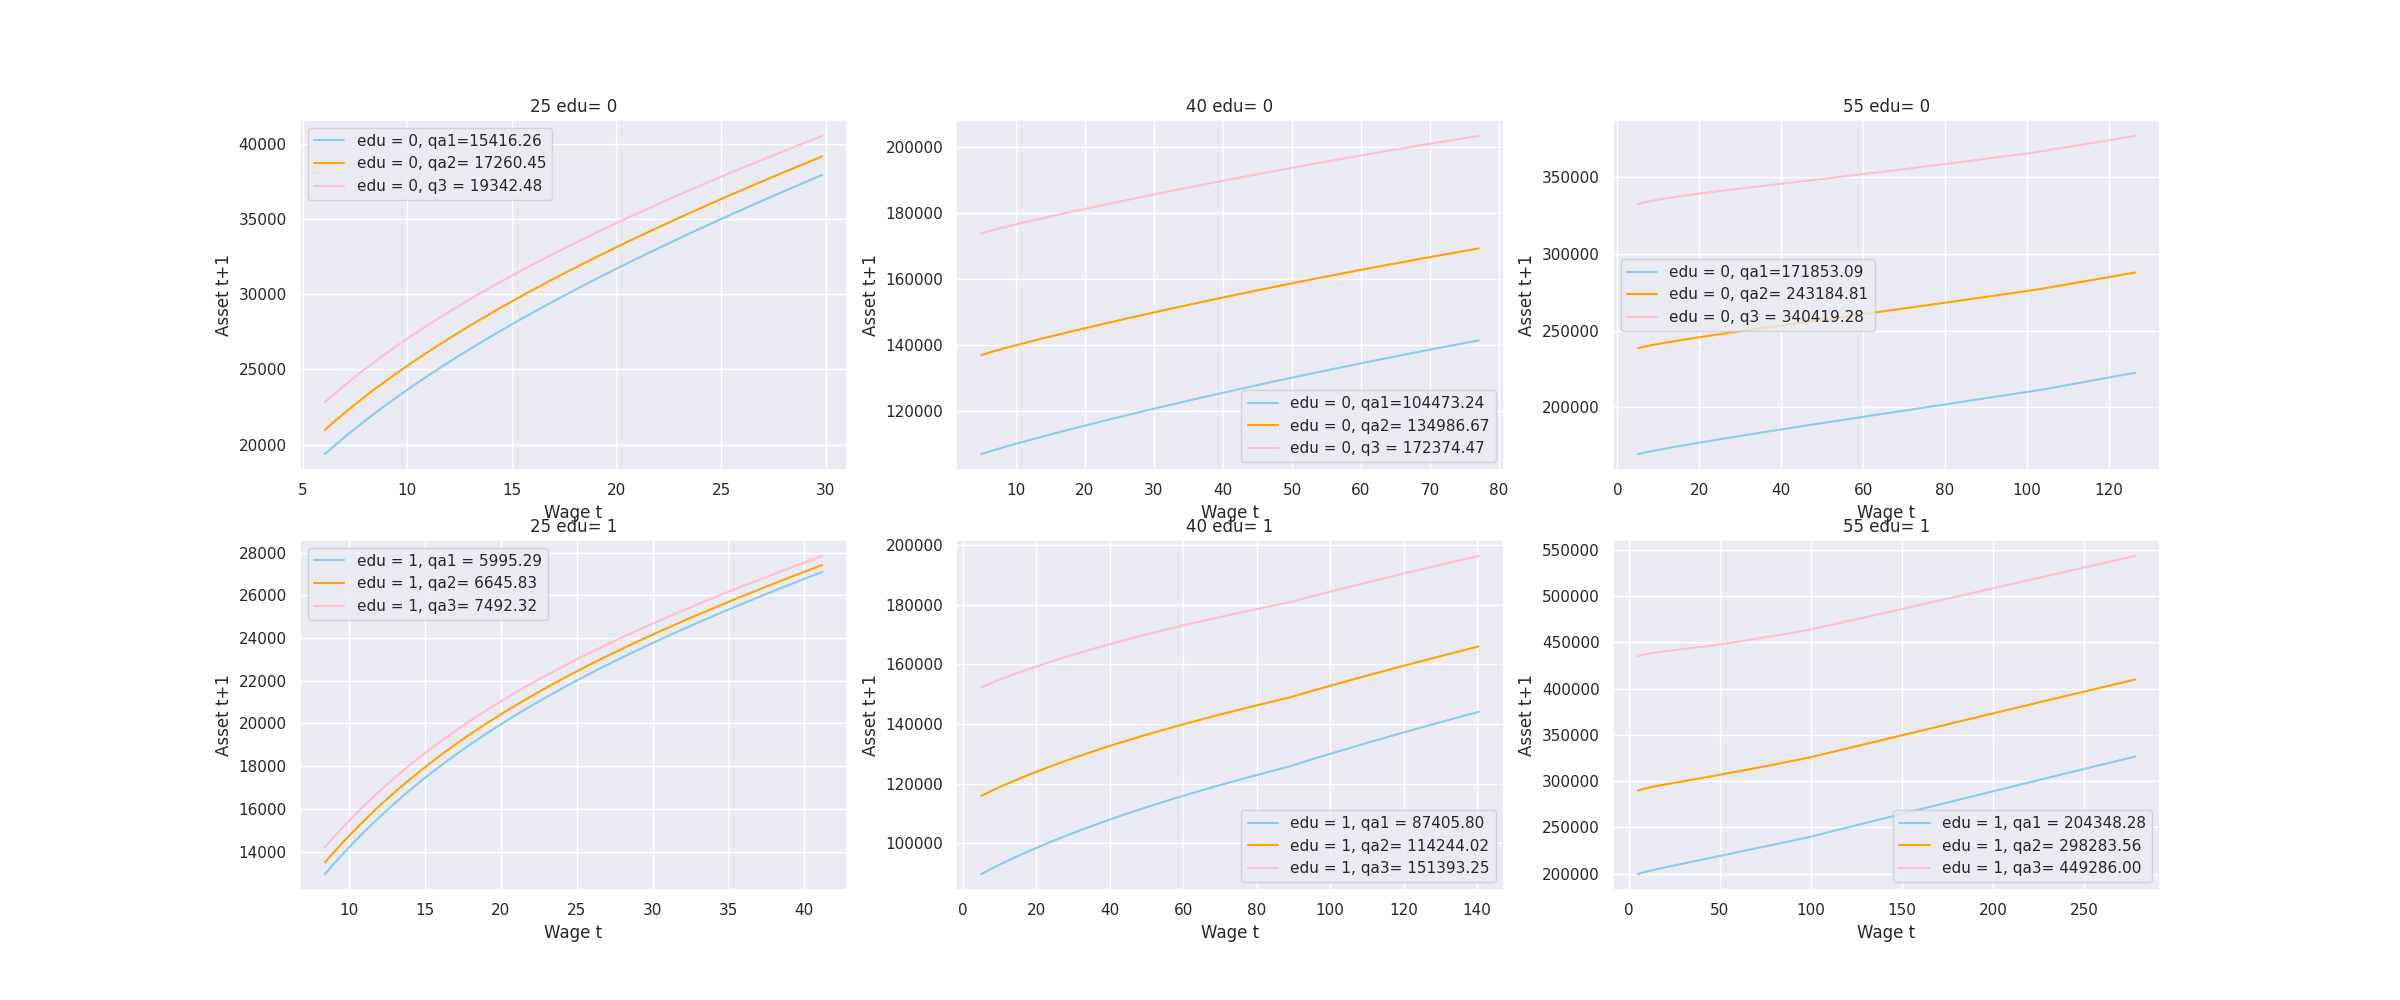 25 edu= 0
40000
35000
30000
25000
20000
Asset t+1
edu = 0, qa1=15416.26
edu = 0, qa2= 17260.45
edu = 0, q3 = 19342.48
5 10 15 20 25 30
Wage t
40 edu= 0
200000
180000
160000
140000
120000
Asset t+1
edu = 0, qa1=104473.24
edu = 0, qa2= 134986.67
edu = 0, q3 = 172374.47
10 20 30 40 50 60 70 80
Wage t
55 edu= 0
350000
300000
250000
200000
Asset t+1
edu = 0, qa1=171853.09
edu = 0, qa2= 243184.81
edu = 0, q3 = 340419.28
0 20 40 60 80 100 120
Wage t
25 edu= 1
28000
26000
24000
22000
20000
18000
16000
14000
Asset t+1
edu = 1, qa1 = 5995.29
edu = 1, qa2= 6645.83
edu = 1, qa3= 7492.32
10 15 20 25 30 35 40
Wage t
40 edu= 1
200000
180000
160000
140000
120000
100000
Asset t+1
edu = 1, qa1 = 87405.80
edu = 1, qa2= 114244.02
edu = 1, qa3= 151393.25
0 20 40 60 80 100 120 140
Wage t
55 edu= 1
550000
500000
450000
400000
350000
300000
250000
200000
Asset t+1
edu = 1, qa1 = 204348.28
edu = 1, qa2= 298283.56
edu = 1, qa3= 449286.00
0 50 100 150 200 250
Wage t